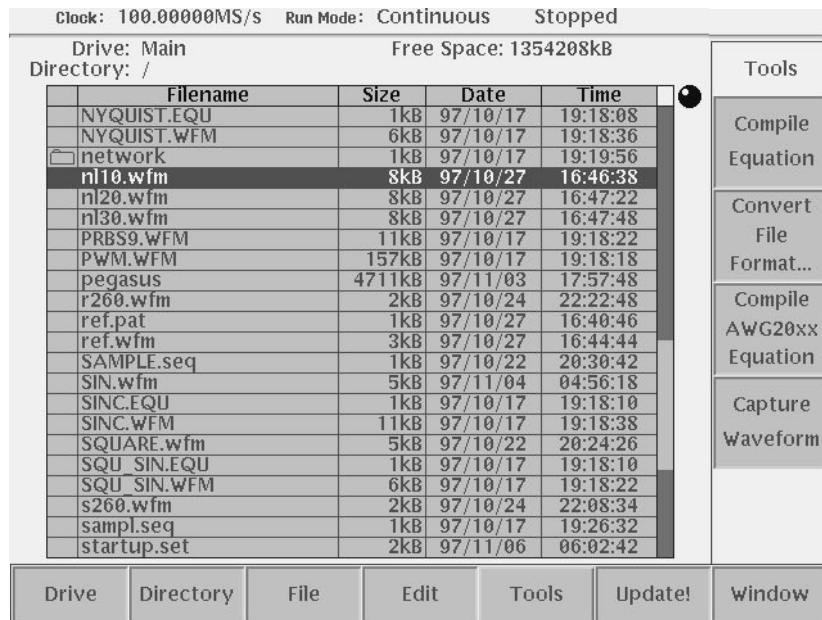 Clock: 100.00000MS/s Run Mode: Continuous Stopped
Drive: Main Free Space: 1354208kB
Directory: /
Filename Size Date Time
NYQUIST.EQU 1kB 97/10/17 19:18:08
NYQUIST.WFM 6kB 97/10/17 19:18:36
network 1kB 97/10/17 19:19:56
nl10.wfm 8kB 97/10/27 16:46:38
nl20.wfm 8kB 97/10/27 16:47:22
nl30.wfm 8kB 97/10/27 16:47:48
PRBS9.WFM 11kB 97/10/17 19:18:22
PWM.WFM 157kB 97/10/17 19:18:18
pegasus 4711kB 97/11/03 17:57:48
r260.wfm 2kB 97/10/24 22:22:48
ref.pat 1kB 97/10/27 16:40:46
ref.wfm 3kB 97/10/27 16:44:44
SAMPLE.seq 1kB 97/10/22 20:30:42
SIN.wfm 5kB 97/11/04 04:56:18
SINC.EQU 1kB 97/10/17 19:18:10
SINC.WFM 11kB 97/10/17 19:18:38
SQUARE.wfm 5kB 97/10/22 20:24:26
SQU_SIN.EQU 1kB 97/10/17 19:18:10
SQU_SIN.WFM 6kB 97/10/17 19:18:22
s260.wfm 2kB 97/10/24 22:08:34
sampl.seq 1kB 97/10/17 19:26:32
startup.set 2kB 97/11/06 06:02:42
Tools
Compile
Equation
Convert
File
Format...
Compile
AWG20xx
Equation
Capture
Waveform
Drive Directory File Edit Tools Update! Window